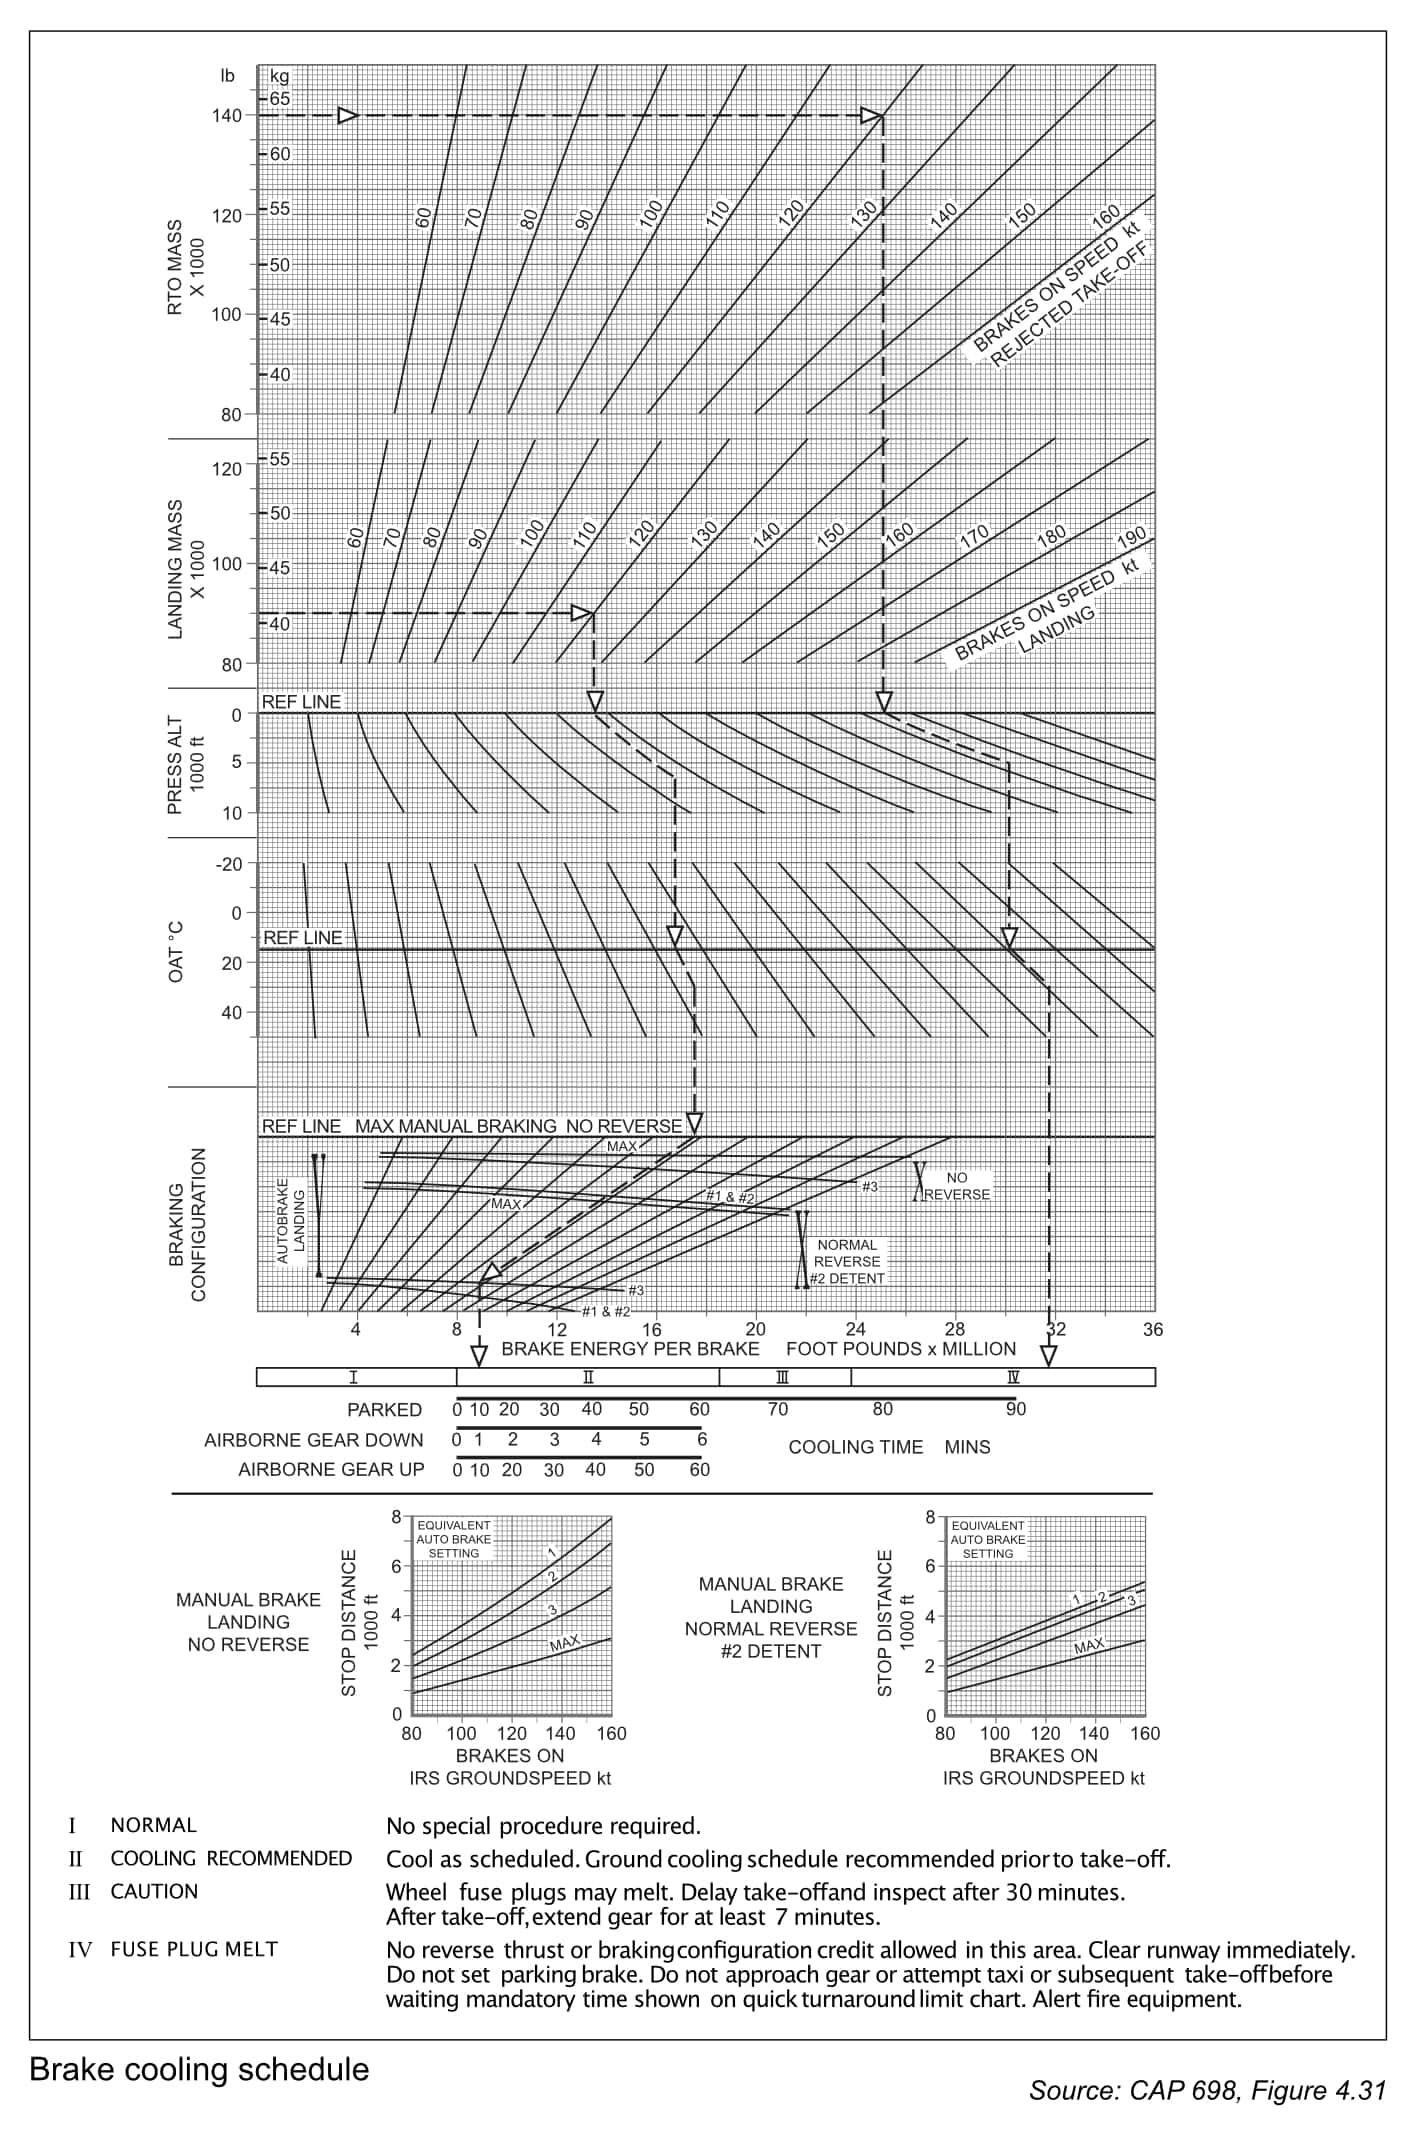 lb kg
65
140
60
120
55
50
100
45
40
80
RTO MASS
X 1000
60 70 80 90 100 110 120 130 140 150 160
BRAKES ON SPEED kt
REJECTED TAKE-OFF
120
55
50
100
45
40
80
LANDING MASS
X 1000
60 70 80 90 100 110 120 130 140 150 160 170 180 190
BRAKES ON SPEED kt
LANDING
REF LINE
0
5
10
PRESS ALT
1000 ft
-20
0
REF LINE
20
40
OAT °C
REF LINE MAX MANUAL BRAKING NO REVERSE
BRAKING
CONFIGURATION
AUTOBRAKE
LANDING
MAX
#3
NO
REVERSE
MAX
#1 & #2
NORMAL
REVERSE
#2 DETENT
#3
#1 & #2
4 8 12 16 20 24 28 32 36
BRAKE ENERGY PER BRAKE FOOT POUNDS x MILLION
I II III IV
PARKED 0 10 20 30 40 50 60 70 80 90
AIRBORNE GEAR DOWN 0 1 2 3 4 5 6
COOLING TIME MINS
AIRBORNE GEAR UP 0 10 20 30 40 50 60
MANUAL BRAKE
LANDING
NO REVERSE
STOP DISTANCE
1000 ft
8
6
4
2
0
EQUIVALENT
AUTO BRAKE
SETTING
1
2
3
MAX
80 100 120 140 160
BRAKES ON
IRS GROUNDSPEED kt
MANUAL BRAKE
LANDING
NORMAL REVERSE
#2 DETENT
STOP DISTANCE
1000 ft
8
6
4
2
0
EQUIVALENT
AUTO BRAKE
SETTING
1
2
3
MAX
80 100 120 140 160
BRAKES ON
IRS GROUNDSPEED kt
I NORMAL No special procedure required.
II COOLING RECOMMENDED Cool as scheduled. Ground cooling schedule recommended prior to take-off.
III CAUTION Wheel fuse plugs may melt. Delay take-offand inspect after 30 minutes.
After take-off, extend gear for at least 7 minutes.
IV FUSE PLUG MELT No reverse thrust or braking configuration credit allowed in this area. Clear runway immediately.
Do not set parking brake. Do not approach gear or attempt taxi or subsequent take-offbefore
waiting mandatory time shown on quick turnaround limit chart. Alert fire equipment.
Brake cooling schedule
Source: CAP 698, Figure 4.31